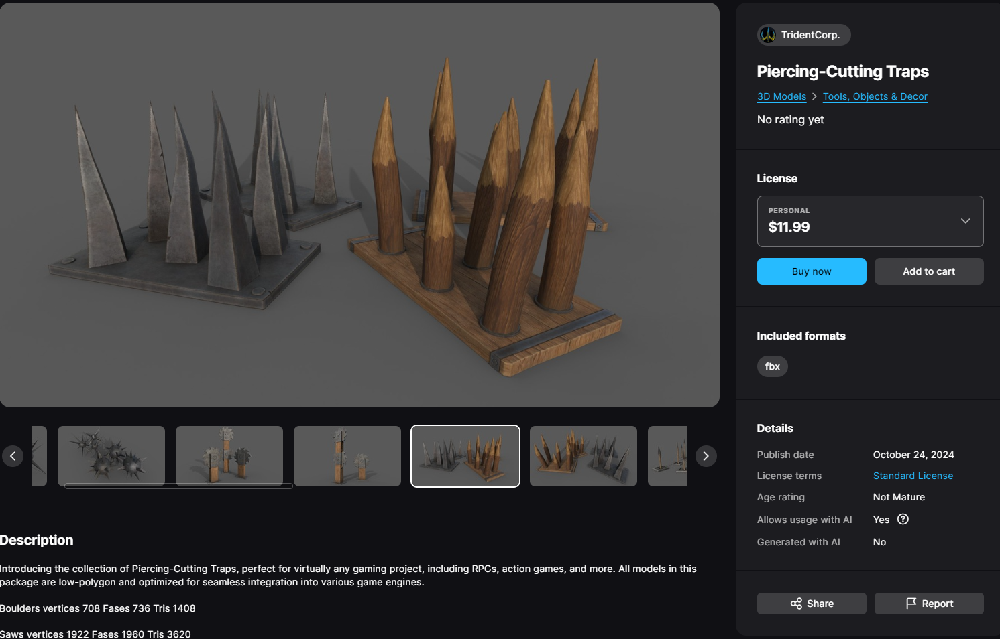 TridentCorp.
Piercing-Cutting Traps
3D Models > Tools, Objects & Decor
No rating yet
License
PERSONAL
$11.99
Buy now
Add to cart
Included formats
fbx
Details
Publish date October 24, 2024
License terms Standard License
Age rating Not Mature
Allows usage with AI Yes ?
Generated with AI No
Share
Report
Description
Introducing the collection of Piercing-Cutting Traps, perfect for virtually any gaming project, including RPGs, action games, and more. All models in this
package are low-polygon and optimized for seamless integration into various game engines.
Boulders vertices 708 Fases 736 Tris 1408
Saws vertices 1922 Fases 1960 Tris 3620